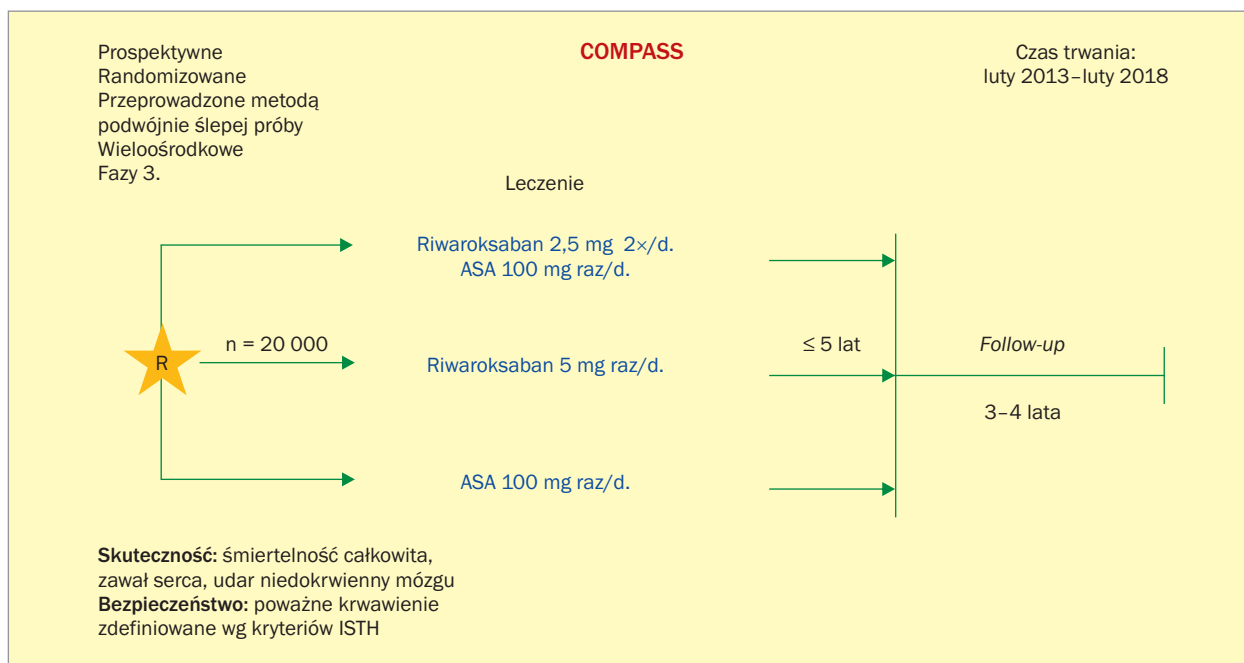 Prospektywne
Randomizowane
Przeprowadzone metodą
podwójnie ślepej próby
Wieloośrodkowe
Fazy 3.
COMPASS
Czas trwania:
luty 2013–luty 2018
Leczenie
Riwaroksaban 2,5 mg 2×/d.
ASA 100 mg raz/d.
R
n = 20 000
Riwaroksaban 5 mg raz/d.
≤ 5 lat
Follow-up
3–4 lata
ASA 100 mg raz/d.
Skuteczność: śmiertelność całkowita,
zawał serca, udar niedokrwienny mózgu
Bezpieczeństwo: poważne krwawienie
zdefiniowane wg kryteriów ISTH